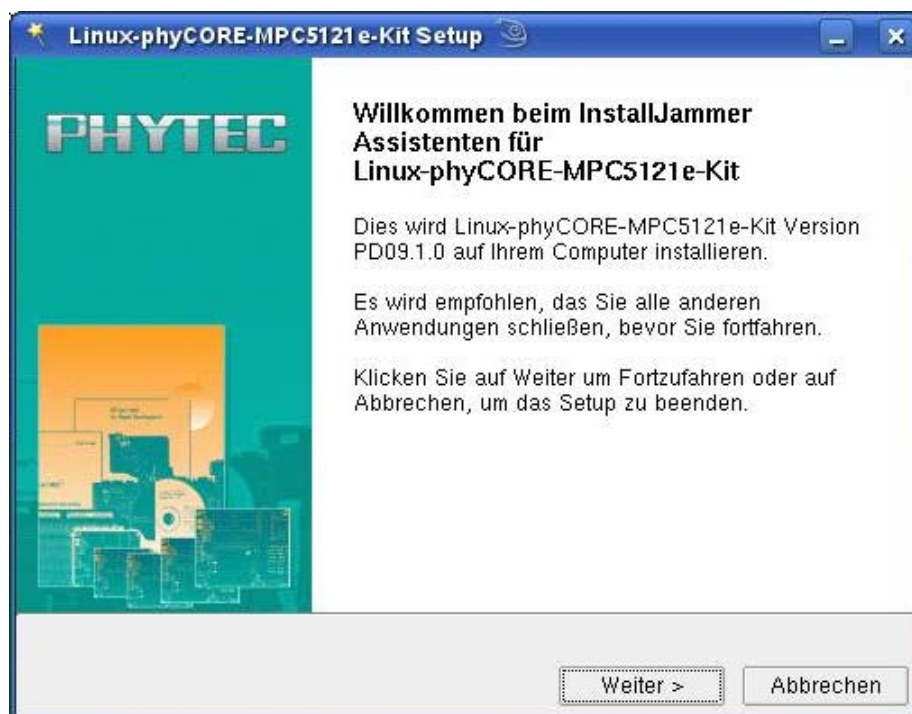 Linux-phyCORE-MPC5121e-Kit Setup
PHYTEC
Willkommen beim InstallJammer
Assistenten für
Linux-phyCORE-MPC5121e-Kit
Dies wird Linux-phyCORE-MPC5121e-Kit Version
PD09.1.0 auf Ihrem Computer installieren.
Es wird empfohlen, das Sie alle anderen
Anwendungen schließen, bevor Sie fortfahren.
Klicken Sie auf Weiter um Fortzufahren oder auf
Abbrechen, um das Setup zu beenden.
Weiter >
Abbrechen